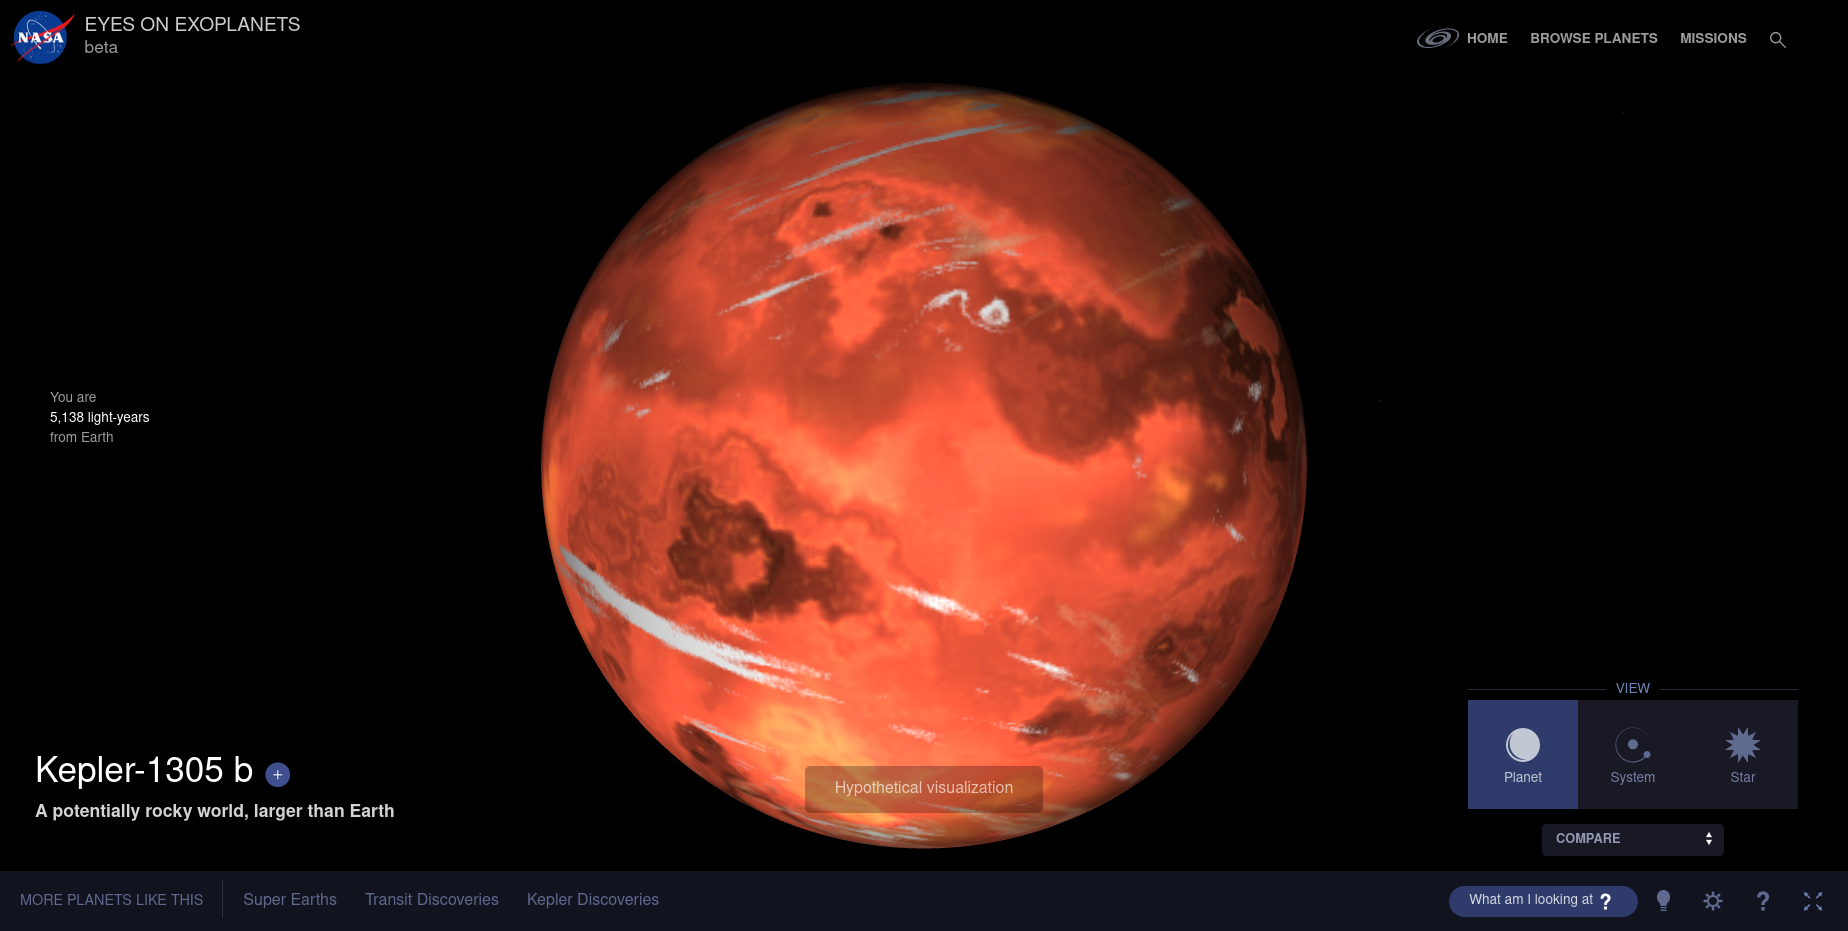 NASA
EYES ON EXOPLANETS
beta
HOME
BROWSE PLANETS
MISSIONS
You are
5,138 light-years
from Earth
Kepler-1305 b +
A potentially rocky world, larger than Earth
Hypothetical visualization
VIEW
Planet
System
Star
COMPARE
MORE PLANETS LIKE THIS
Super Earths
Transit Discoveries
Kepler Discoveries
What am I looking at ?
?